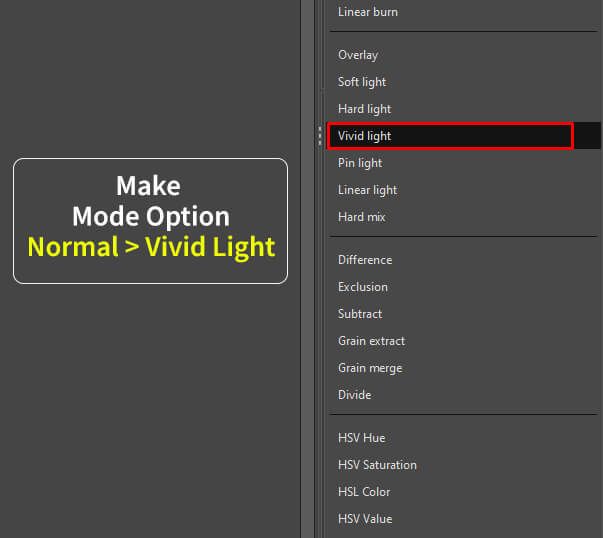 Make
Mode Option
Normal > Vivid Light
Linear burn
Overlay
Soft light
Hard light
Vivid light
Pin light
Linear light
Hard mix
Difference
Exclusion
Subtract
Grain extract
Grain merge
Divide
HSV Hue
HSV Saturation
HSL Color
HSV Value